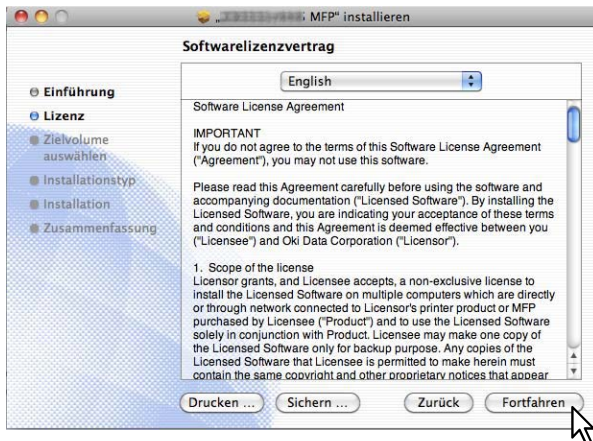 „ MFP“ installieren
Softwarelizenzvertrag
Einführung
Lizenz
Zielvolume
auswählen
Installationstyp
Installation
Zusammenfassung
English
Software License Agreement
IMPORTANT
If you do not agree to the terms of this Software License Agreement
("Agreement"), you may not use this software.
Please read this Agreement carefully before using the software and
accompanying documentation ("Licensed Software"). By installing the
Licensed Software, you are indicating your acceptance of these terms
and conditions and this Agreement is deemed effective between you
("Licensee") and Oki Data Corporation ("Licensor").
1. Scope of the license
Licensor grants, and Licensee accepts, a non-exclusive license to
install the Licensed Software on multiple computers which are directly
or through network connected to Licensor's printer product or MFP
purchased by Licensee ("Product") and to use the Licensed Software
solely in conjunction with Product. Licensee may make one copy of
the Licensed Software only for backup purpose. Any copies of the
Licensed Software that Licensee is permitted to make herein must
contain the same copyright and other proprietary notices that appear
Drucken ...
Sichern ...
Zurück
Fortfahren